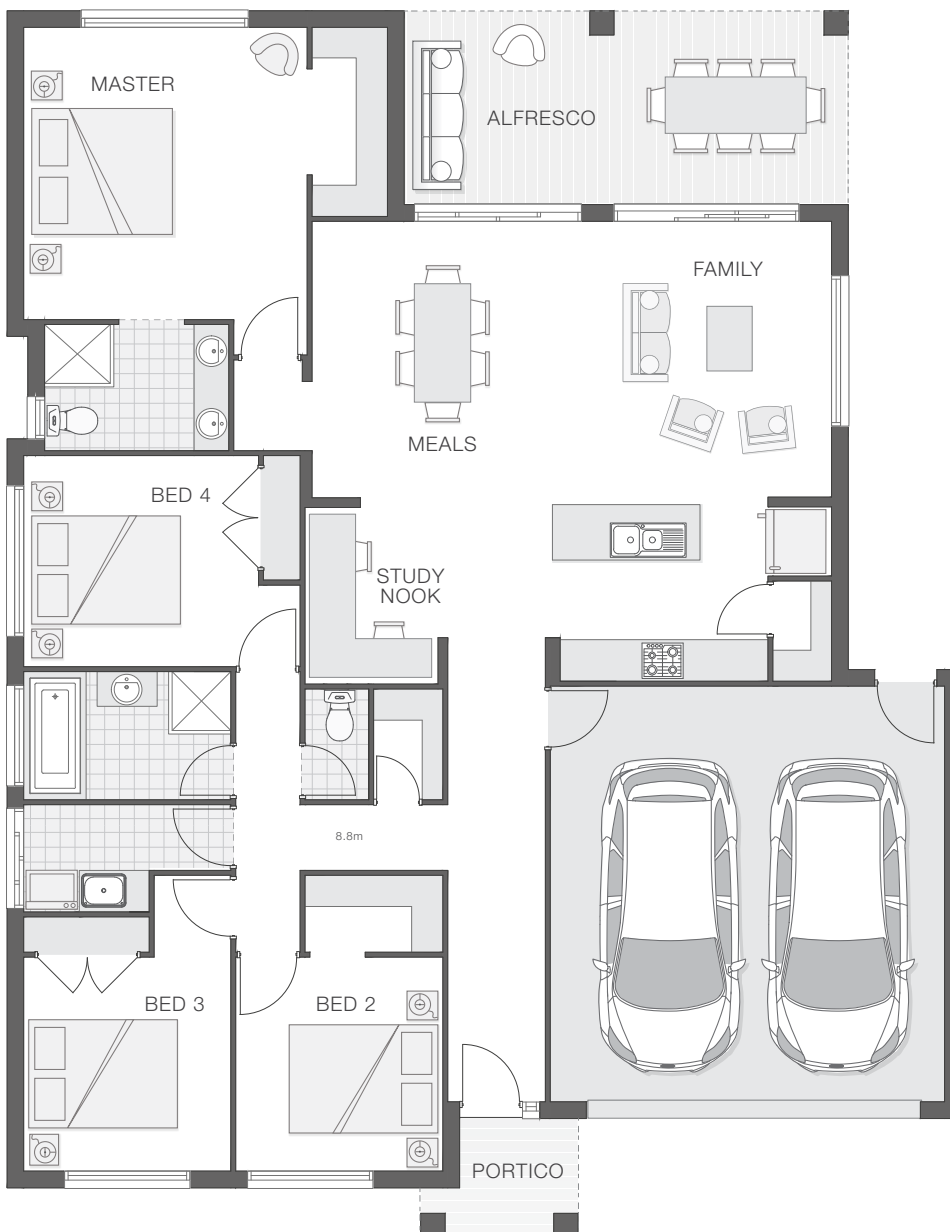 MASTER
ALFRESCO
FAMILY
MEALS
BED 4
STUDY
NOOK
8.8m
BED 3
BED 2
PORTICO